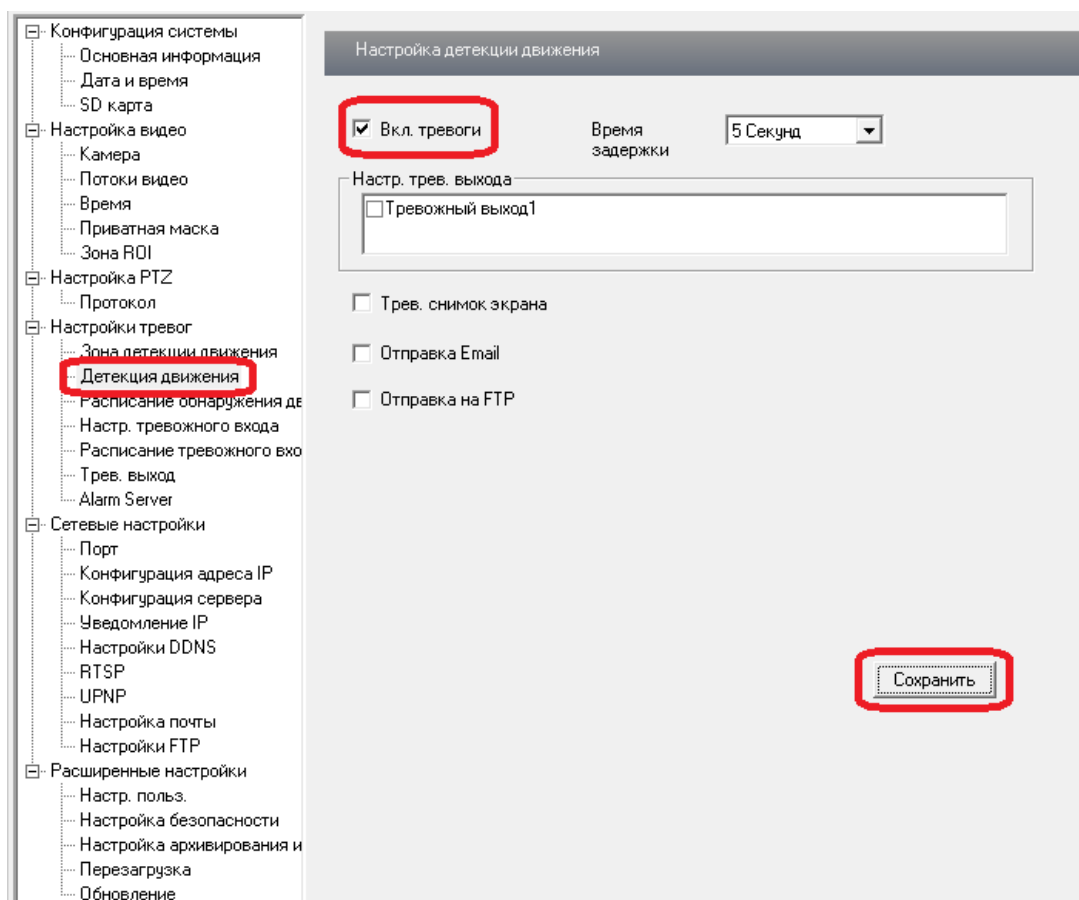 Конфигурация системы
Основная информация
Дата и время
SD карта
Настройка видео
Камера
Потоки видео
Время
Приватная маска
Зона ROI
Настройка PTZ
Протокол
Настройки тревог
Зона детекции движения
Детекция движения
Расписание обнаружения дв
Настр. тревожного входа
Расписание тревожного вхо
Трев. выход
Alarm Server
Сетевые настройки
Порт
Конфигурация адреса IP
Конфигурация сервера
Уведомление IP
Настройки DDNS
RTSP
UPNP
Настройка почты
Настройки FTP
Расширенные настройки
Настр. польз.
Настройка безопасности
Настройка архивирования и
Перезагрузка
Обновление
Настройка детекции движения
Вкл. тревоги
Время
задержки
5 Секунд
Настр. трев. выхода
Тревожный выход1
Трев. снимок экрана
Отправка Email
Отправка на FTP
Сохранить